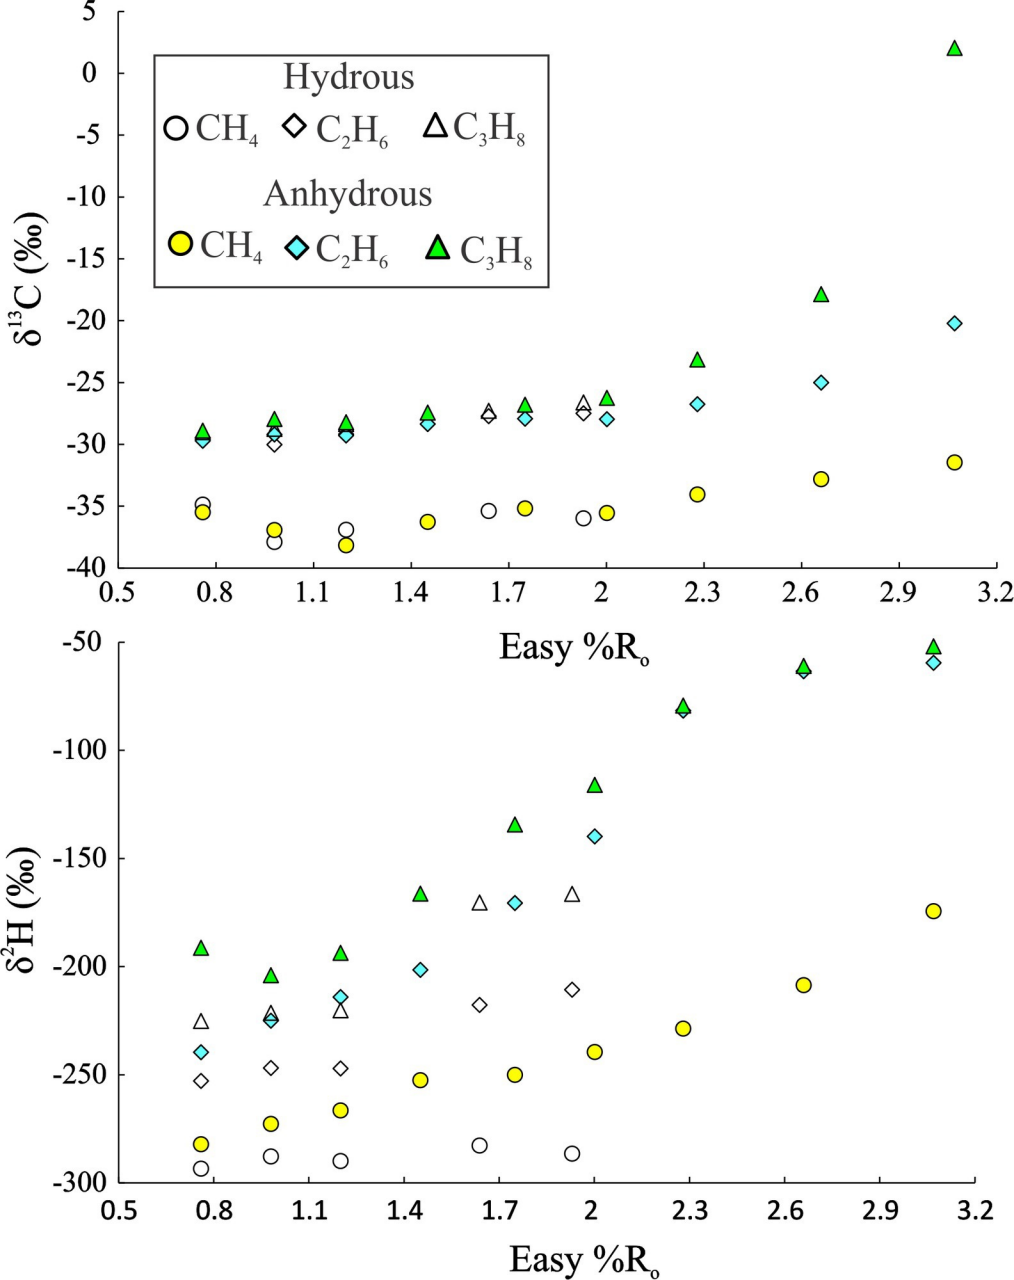 5
0
-5
-10
-15
-20
-25
-30
-35
-40
δ¹³C (‰)
Hydrous
CH₄ C₂H₆ C₃H₈
Anhydrous
CH₄ C₂H₆ C₃H₈
0.5 0.8 1.1 1.4 1.7 2 2.3 2.6 2.9 3.2
Easy %Rₒ
-50
-100
-150
-200
-250
-300
δ²H (‰)
0.5 0.8 1.1 1.4 1.7 2 2.3 2.6 2.9 3.2
Easy %Rₒ